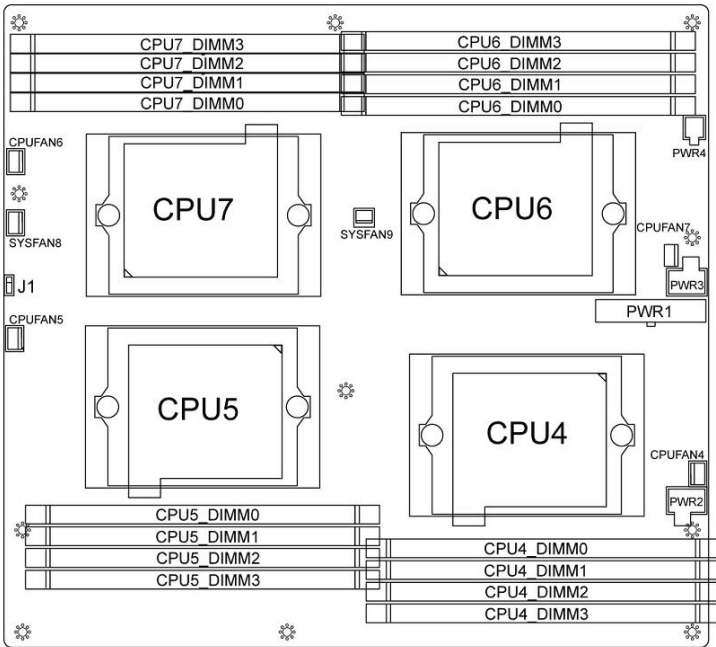 CPU7_DIMM3
CPU6_DIMM3
CPU7_DIMM2
CPU6_DIMM2
CPU7_DIMM1
CPU6_DIMM1
CPU7_DIMM0
CPU6_DIMM0
CPUFAN6
PWR4
CPU7
CPU6
SYSFAN8
SYSFAN9
CPUFAN7
J1
PWR3
PWR1
CPUFAN5
CPU5
CPU4
CPUFAN4
PWR2
CPU5_DIMM0
CPU5_DIMM1
CPU5_DIMM2
CPU5_DIMM3
CPU4_DIMM0
CPU4_DIMM1
CPU4_DIMM2
CPU4_DIMM3